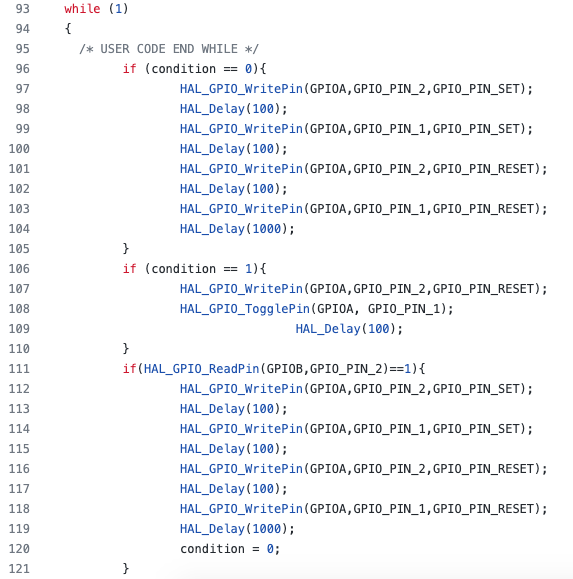 93 while (1)
94 {
95 /* USER CODE END WHILE */
96 if (condition == 0){
97 HAL_GPIO_WritePin(GPIOA,GPIO_PIN_2,GPIO_PIN_SET);
98 HAL_Delay(100);
99 HAL_GPIO_WritePin(GPIOA,GPIO_PIN_1,GPIO_PIN_SET);
100 HAL_Delay(100);
101 HAL_GPIO_WritePin(GPIOA,GPIO_PIN_2,GPIO_PIN_RESET);
102 HAL_Delay(100);
103 HAL_GPIO_WritePin(GPIOA,GPIO_PIN_1,GPIO_PIN_RESET);
104 HAL_Delay(1000);
105 }
106 if (condition == 1){
107 HAL_GPIO_WritePin(GPIOA,GPIO_PIN_2,GPIO_PIN_RESET);
108 HAL_GPIO_TogglePin(GPIOA, GPIO_PIN_1);
109 HAL_Delay(100);
110 }
111 if(HAL_GPIO_ReadPin(GPIOB,GPIO_PIN_2)==1){
112 HAL_GPIO_WritePin(GPIOA,GPIO_PIN_2,GPIO_PIN_SET);
113 HAL_Delay(100);
114 HAL_GPIO_WritePin(GPIOA,GPIO_PIN_1,GPIO_PIN_SET);
115 HAL_Delay(100);
116 HAL_GPIO_WritePin(GPIOA,GPIO_PIN_2,GPIO_PIN_RESET);
117 HAL_Delay(100);
118 HAL_GPIO_WritePin(GPIOA,GPIO_PIN_1,GPIO_PIN_RESET);
119 HAL_Delay(1000);
120 condition = 0;
121 }